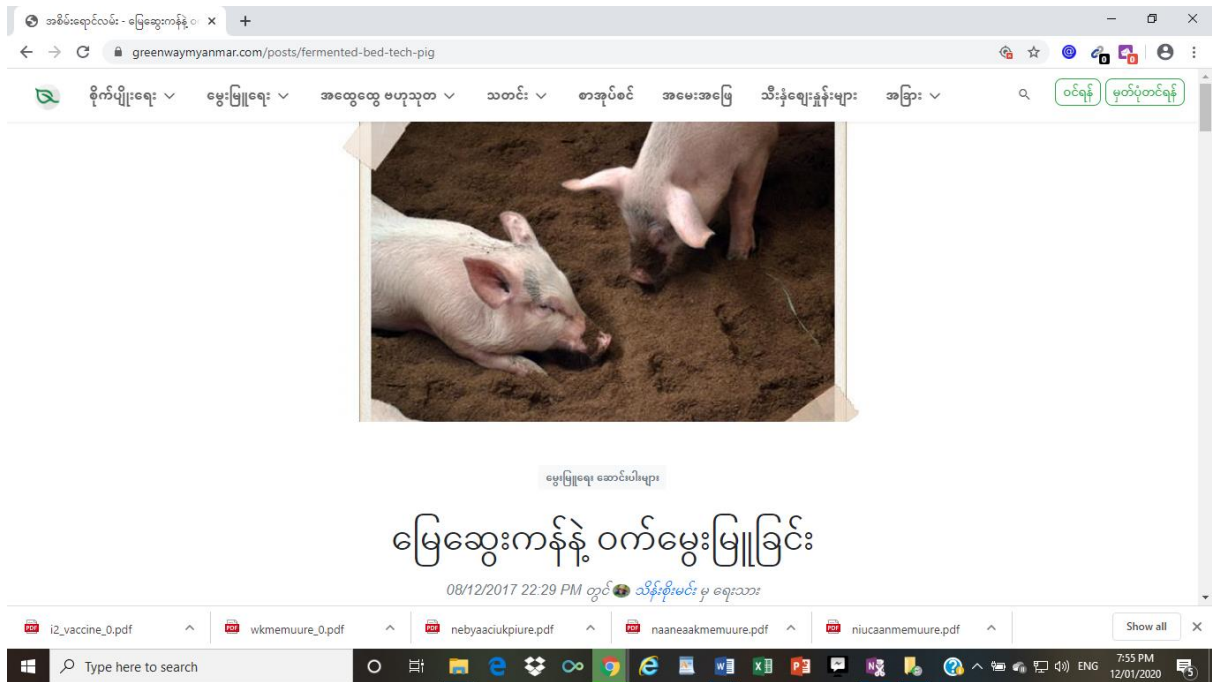 အစိမ်းရောင်လမ်း - မြေဆွေးကန်နဲ့ ဝ
greenwaymyanmar.com/posts/fermented-bed-tech-pig
စိုက်ပျိုးရေး မွေးမြူရေး အထွေထွေ ဗဟုသုတ သတင်း စာအုပ်စင် အမေးအဖြေ သီးနှံဈေးနှုန်းများ အခြား ဝင်ရန် မှတ်ပုံတင်ရန်
မွေးမြူရေး ဆောင်းပါးများ
မြေဆွေးကန်နဲ့ ဝက်မွေးမြူခြင်း
08/12/2017 22:29 PM တွင် သိန်းစိုးမင်း မှ ရေးသား
i2_vaccine_0.pdf wkmemuure_0.pdf nebyaaciukpiure.pdf naaneaakmemuure.pdf niucaanmemuure.pdf Show all
Type here to search ENG 7:55 PM
12/01/2020